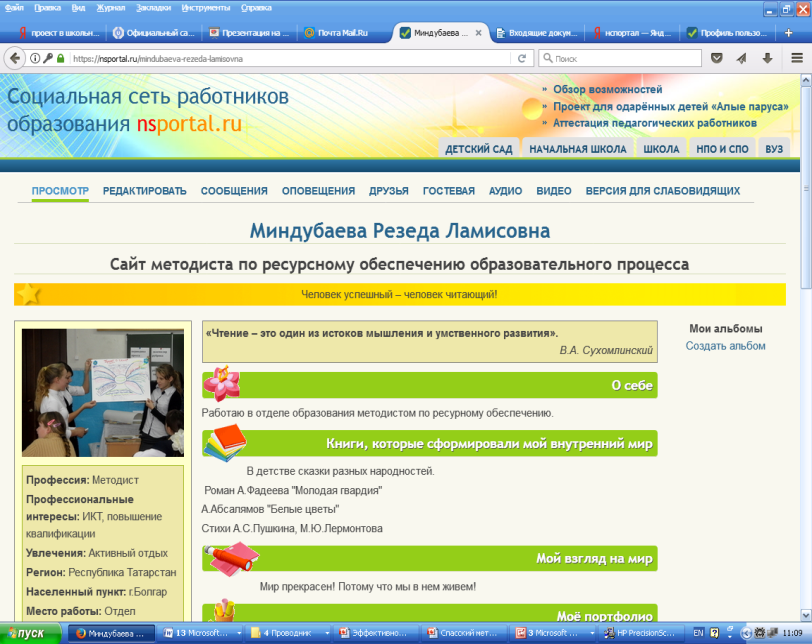 Файл Правка Вид Журнал Закладки Инструменты Справка
проект в школьн... Официальный са... Презентация на ... Почта Mail.Ru Миндубаева ... Входящие докум... нспортал — Янд... Профиль пользо...
https://nsportal.ru/mindubaeva-rezeda-lamisovna Поиск
Социальная сеть работников
образования nsportal.ru
» Обзор возможностей
» Проект для одарённых детей «Алые паруса»
» Аттестация педагогических работников
ДЕТСКИЙ САД НАЧАЛЬНАЯ ШКОЛА ШКОЛА НПО И СПО ВУЗ
ПРОСМОТР РЕДАКТИРОВАТЬ СООБЩЕНИЯ ОПОВЕЩЕНИЯ ДРУЗЬЯ ГОСТЕВАЯ АУДИО ВИДЕО ВЕРСИЯ ДЛЯ СЛАБОВИДЯЩИХ
Миндубаева Резеда Ламисовна
Сайт методиста по ресурсному обеспечению образовательного процесса
Человек успешный – человек читающий!
Профессия: Методист
Профессиональные
интересы: ИКТ, повышение
квалификации
Увлечения: Активный отдых
Регион: Республика Татарстан
Населенный пункт: г.Болгар
Место работы: Отдел
«Чтение – это один из истоков мышления и умственного развития».
В.А. Сухомлинский
О себе
Работаю в отделе образования методистом по ресурному обеспечению.
Книги, которые сформировали мой внутренний мир
В детстве сказки разных народностей.
Роман А.Фадеева "Молодая гвардия"
А.Абсалямов "Белые цветы"
Стихи А.С.Пушкина, М.Ю.Лермонтова
Мой взгляд на мир
Мир прекрасен! Потому что мы в нем живем!
Моё портфолио
Мои альбомы
Создать альбом
пуск Миндубаева ... 13 Microsoft... 4 Проводник Эффективно... Спасский нет... 3 Microsoft ... HP PrecisionSc... EN 11:09